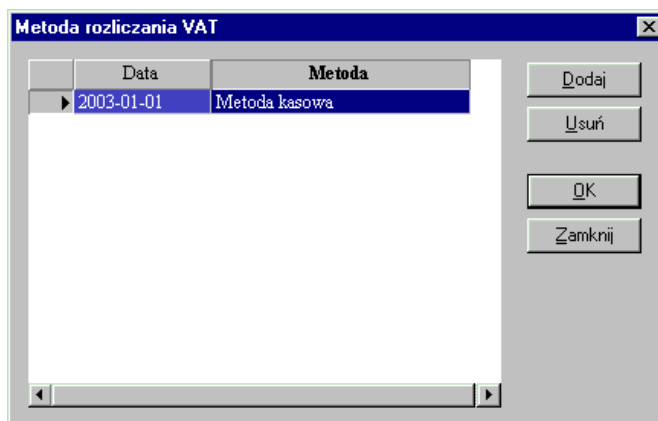 Metoda rozliczania VAT
Data Metoda
2003-01-01 Metoda kasowa
Dodaj
Usuń
OK
Zamknij